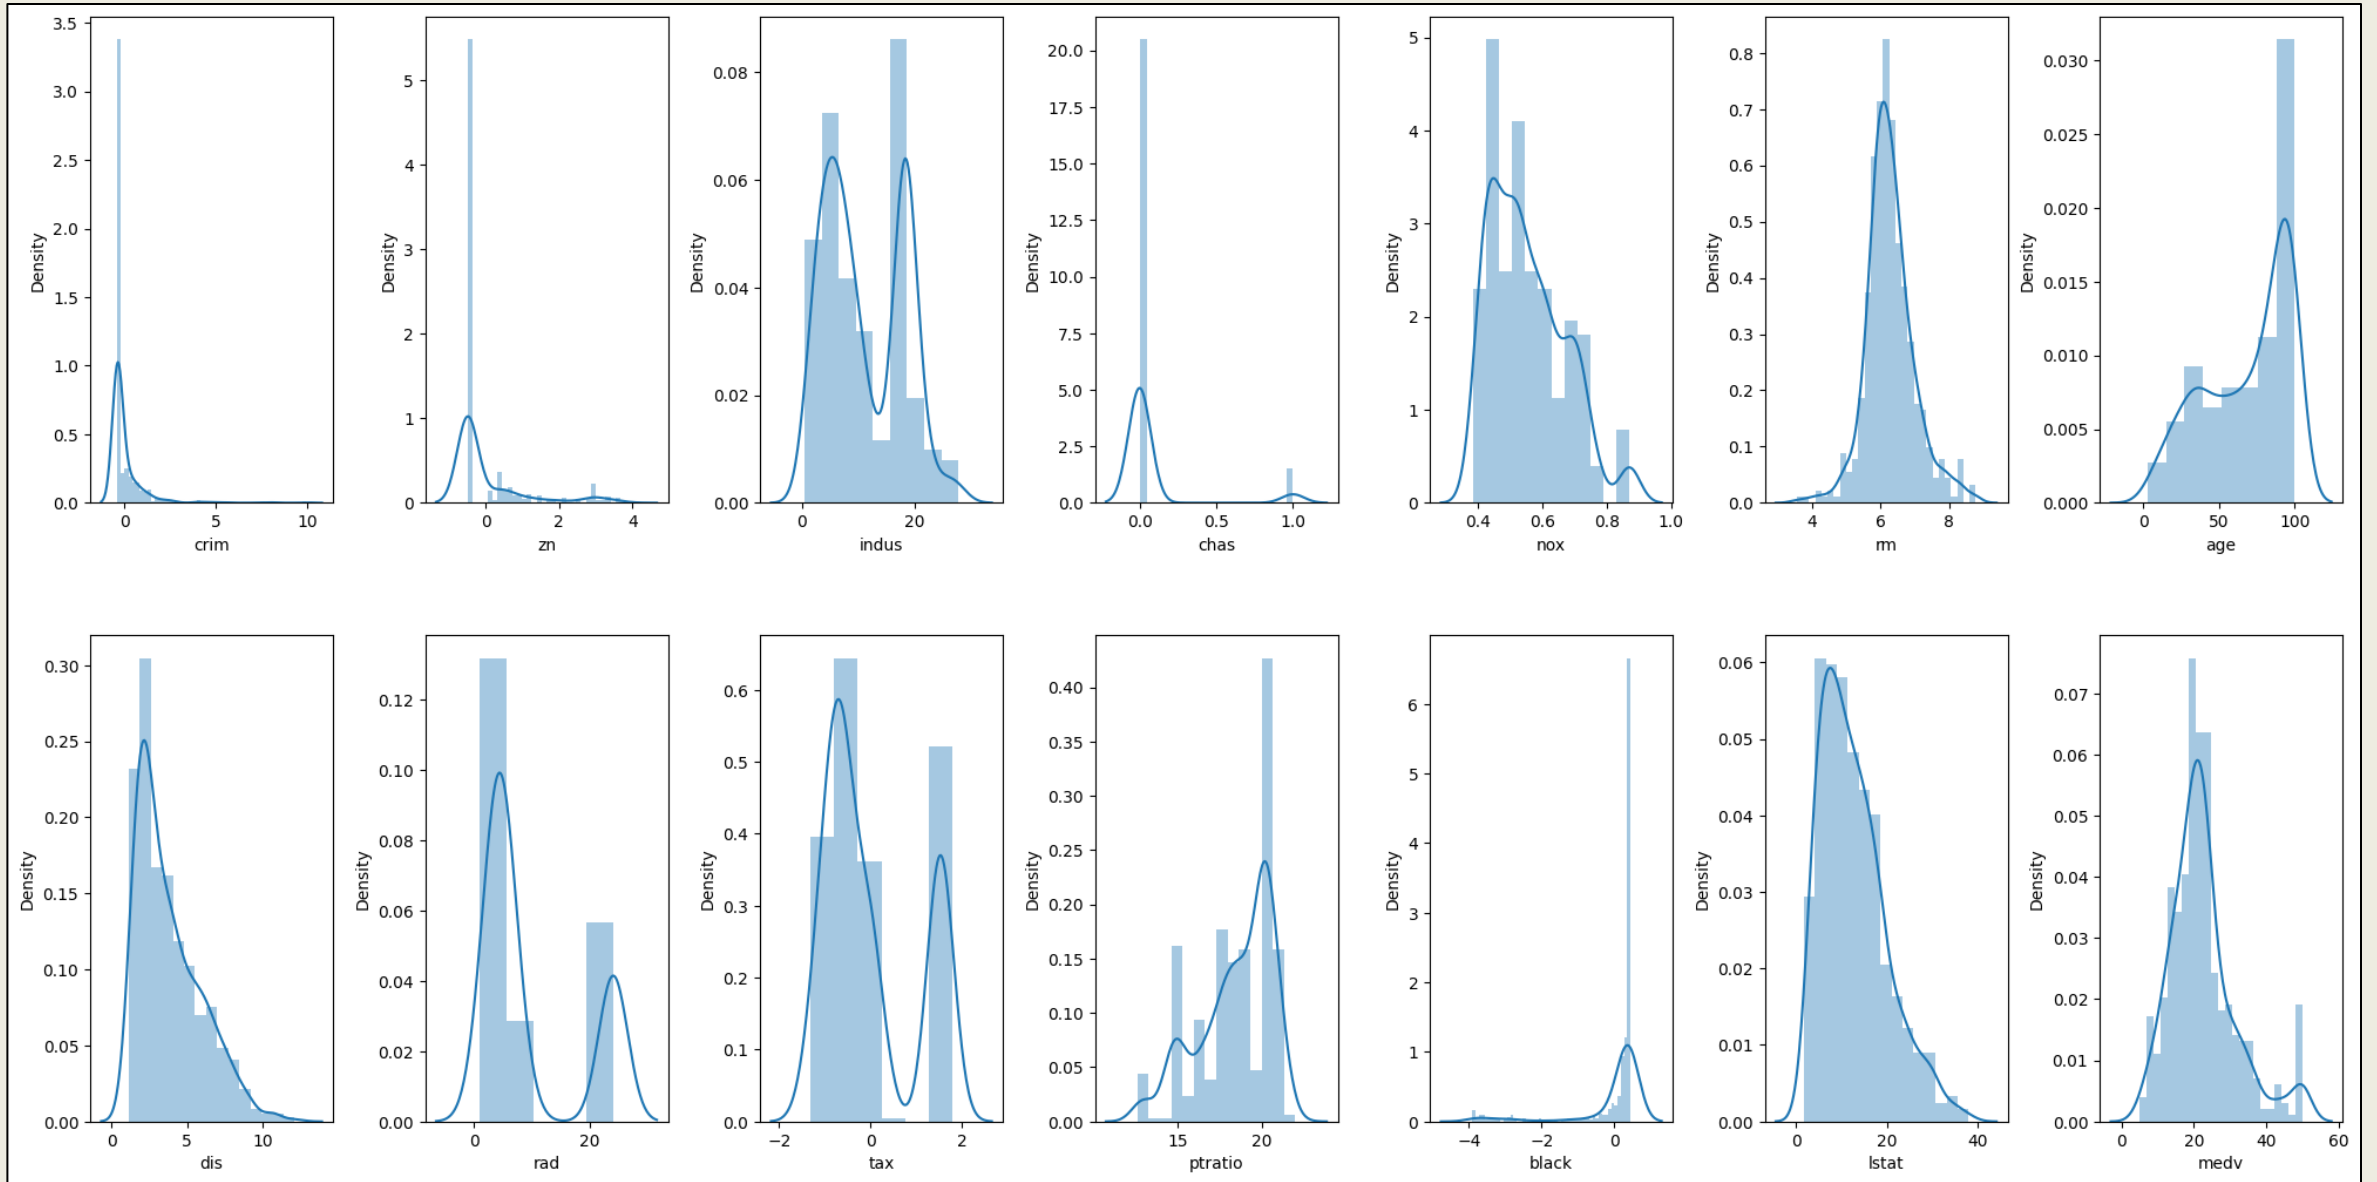 3.5
3.0
2.5
2.0
1.5
1.0
0.5
0.0
Density
0 5 10
crim
5
4
3
2
1
0
Density
0 2 4
zn
0.08
0.06
0.04
0.02
0.00
Density
0 20
indus
20.0
17.5
15.0
12.5
10.0
7.5
5.0
2.5
0.0
Density
0.0 0.5 1.0
chas
5
4
3
2
1
0
Density
0.4 0.6 0.8 1.0
nox
0.8
0.7
0.6
0.5
0.4
0.3
0.2
0.1
0.0
Density
4 6 8
rm
0.030
0.025
0.020
0.015
0.010
0.005
0.000
Density
0 50 100
age
0.30
0.25
0.20
0.15
0.10
0.05
0.00
Density
0 5 10
dis
0.12
0.10
0.08
0.06
0.04
0.02
0.00
Density
0 20
rad
0.6
0.5
0.4
0.3
0.2
0.1
0.0
Density
−2 0 2
tax
0.40
0.35
0.30
0.25
0.20
0.15
0.10
0.05
0.00
Density
15 20
ptratio
6
5
4
3
2
1
0
Density
−4 −2 0
black
0.06
0.05
0.04
0.03
0.02
0.01
0.00
Density
0 20 40
lstat
0.07
0.06
0.05
0.04
0.03
0.02
0.01
0.00
Density
0 20 40 60
medv